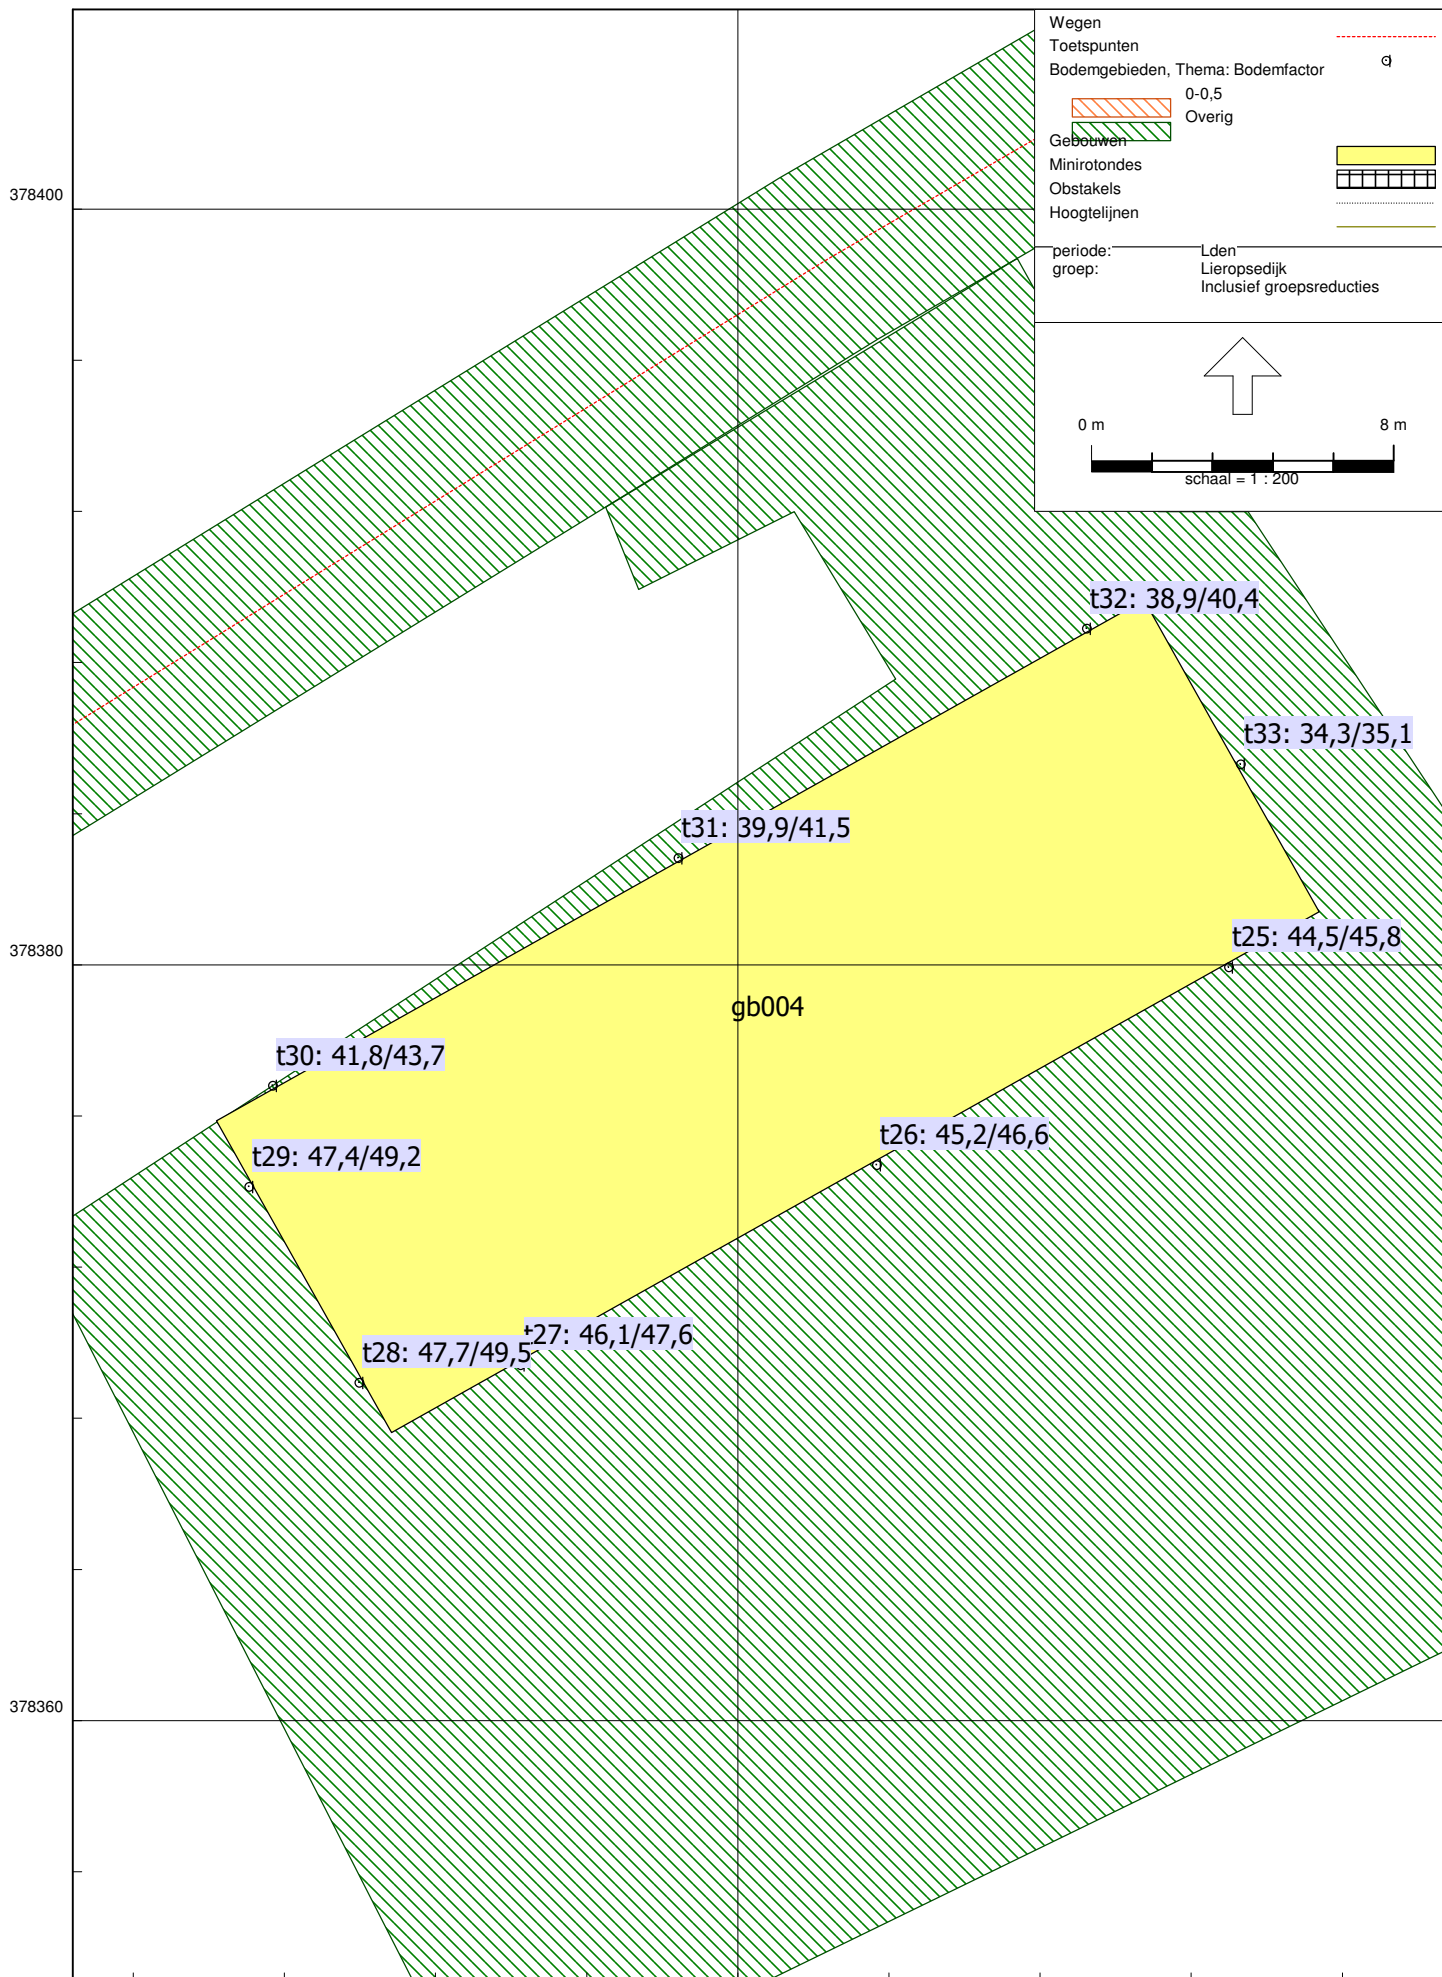 Wegen
Toetspunten
Bodemgebieden, Thema: Bodemfactor
0-0,5
Overig
Gebouwen
Minirotondes
Obstakels
Hoogtelijnen
periode: Lden
groep: Lieropsedijk
Inclusief groepsreducties
0 m 8 m
schaal = 1 : 200
378400
t32: 38,9/40,4
t33: 34,3/35,1
t31: 39,9/41,5
t25: 44,5/45,8
378380
gb004
t30: 41,8/43,7
t26: 45,2/46,6
t29: 47,4/49,2
t27: 46,1/47,6
t28: 47,7/49,5
378360